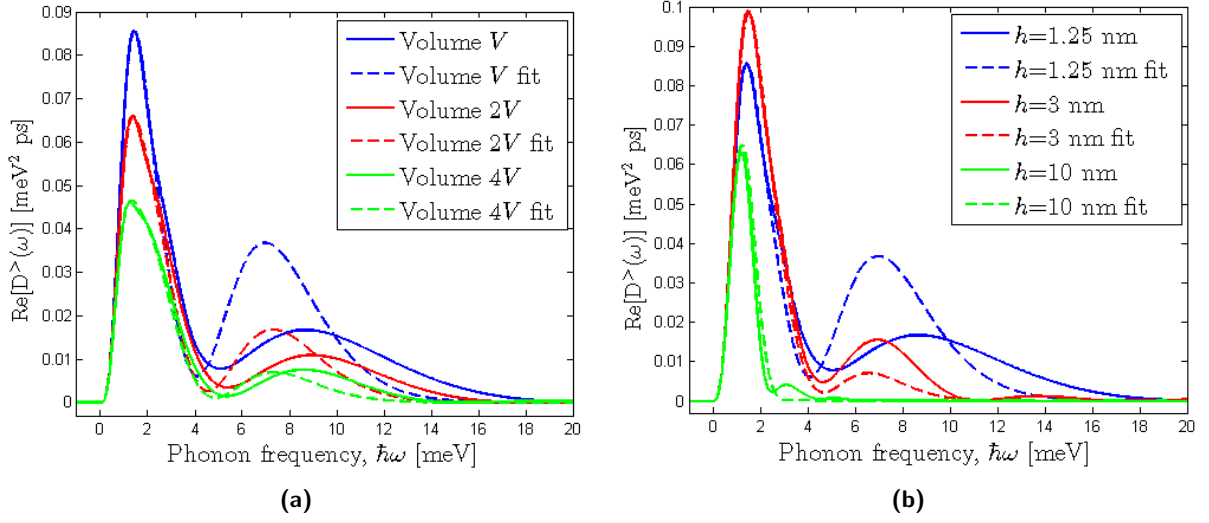 0.09
0.08
0.07
0.06
0.05
0.04
0.03
0.02
0.01
0
Re[D>(ω)] [meV² ps]
0 2 4 6 8 10 12 14 16 18 20
Phonon frequency, ℏω [meV]
Volume V
Volume V fit
Volume 2V
Volume 2V fit
Volume 4V
Volume 4V fit
(a)
0.1
0.09
0.08
0.07
0.06
0.05
0.04
0.03
0.02
0.01
0
Re[D>(ω)] [meV² ps]
0 2 4 6 8 10 12 14 16 18 20
Phonon frequency, ℏω [meV]
h=1.25 nm
h=1.25 nm fit
h=3 nm
h=3 nm fit
h=10 nm
h=10 nm fit
(b)